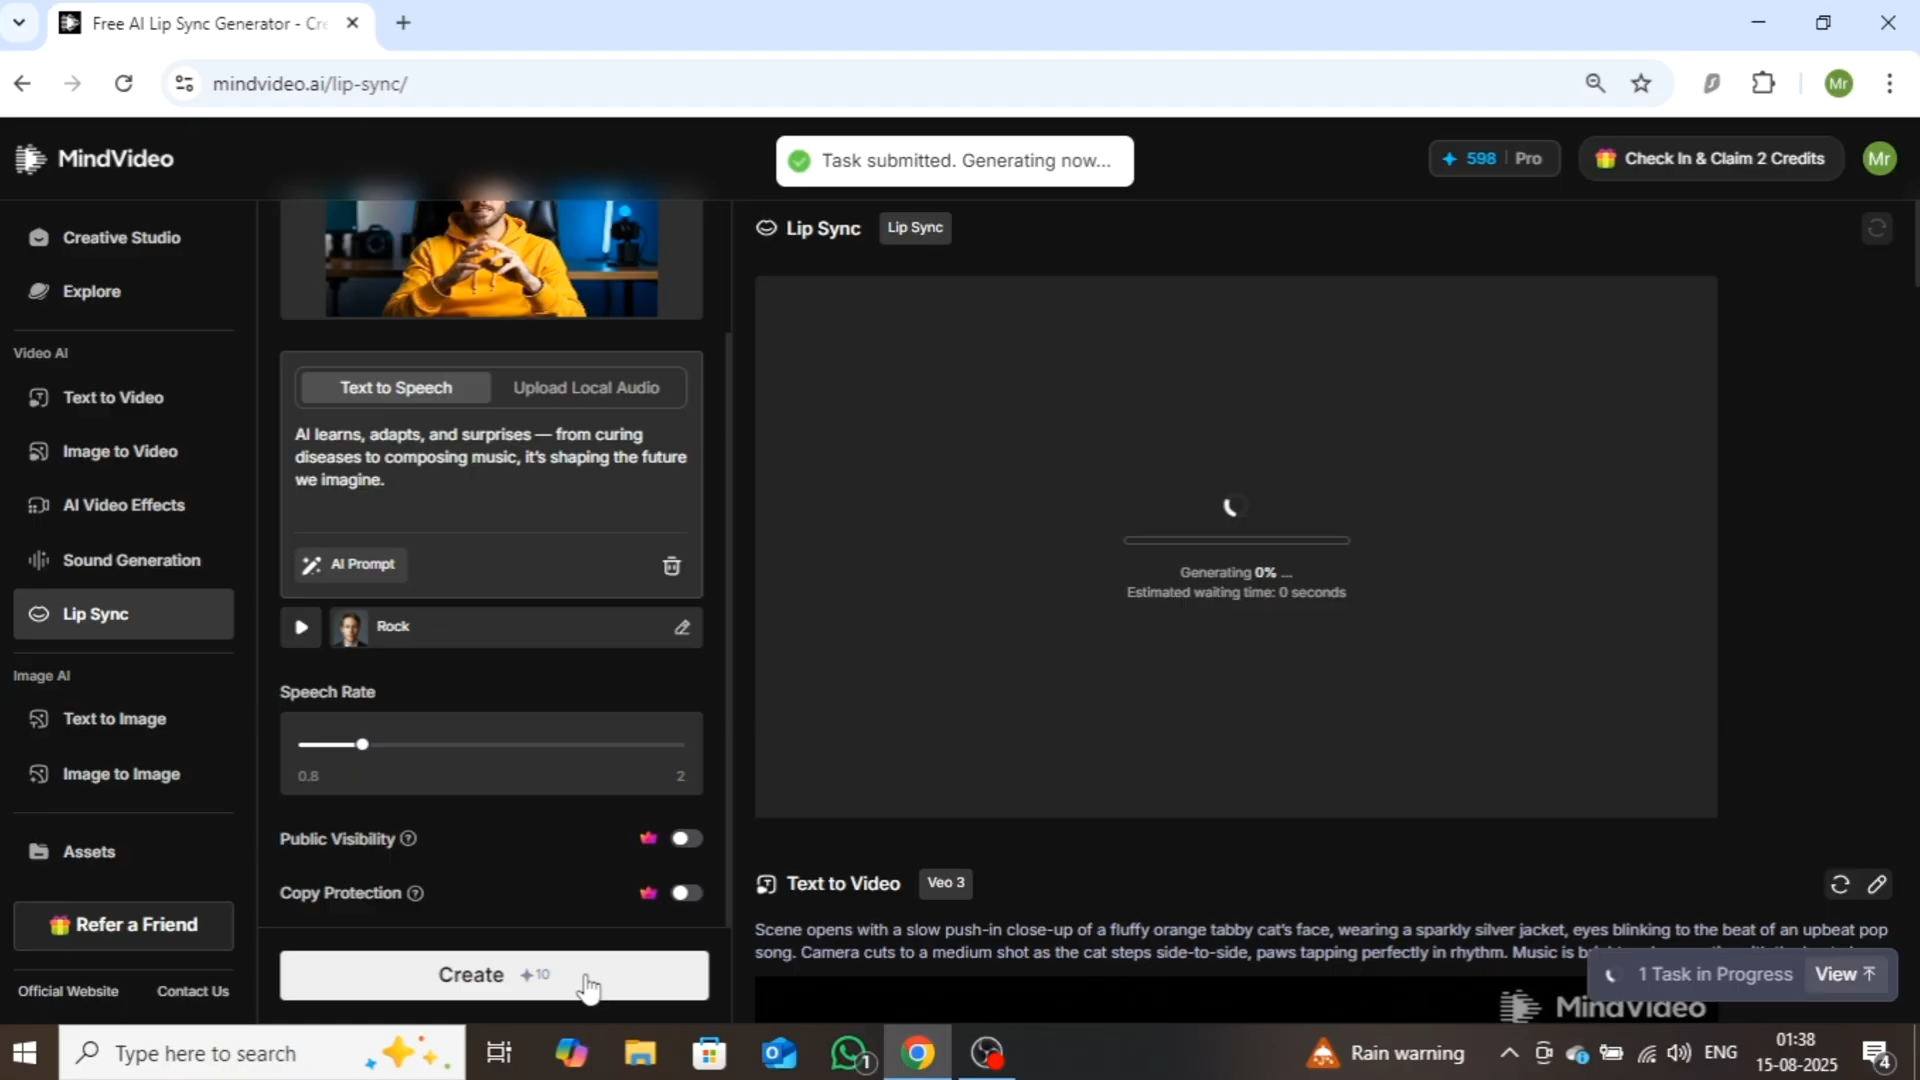 Free AI Lip Sync Generator - Cre
mindvideo.ai/lip-sync/
Mr
MindVideo
Task submitted. Generating now...
598 | Pro
Check In & Claim 2 Credits
Mr
Creative Studio
Explore
Video AI
Text to Video
Image to Video
AI Video Effects
Sound Generation
Lip Sync
Image AI
Text to Image
Image to Image
Assets
Refer a Friend
Official Website
Contact Us
Text to Speech
Upload Local Audio
AI learns, adapts, and surprises — from curing
diseases to composing music, it's shaping the future
we imagine.
AI Prompt
Rock
Speech Rate
0.8
2
Public Visibility ?
Copy Protection ?
Create 10
Lip Sync
Lip Sync
Generating 0% ...
Estimated waiting time: 0 seconds
Text to Video
Veo 3
Scene opens with a slow push-in close-up of a fluffy orange tabby cat's face, wearing a sparkly silver jacket, eyes blinking to the beat of an upbeat pop
song. Camera cuts to a medium shot as the cat steps side-to-side, paws tapping perfectly in rhythm. Music is
1 Task in Progress
View
MindVideo
Type here to search
1
Rain warning
ENG
01:38
15-08-2025
4